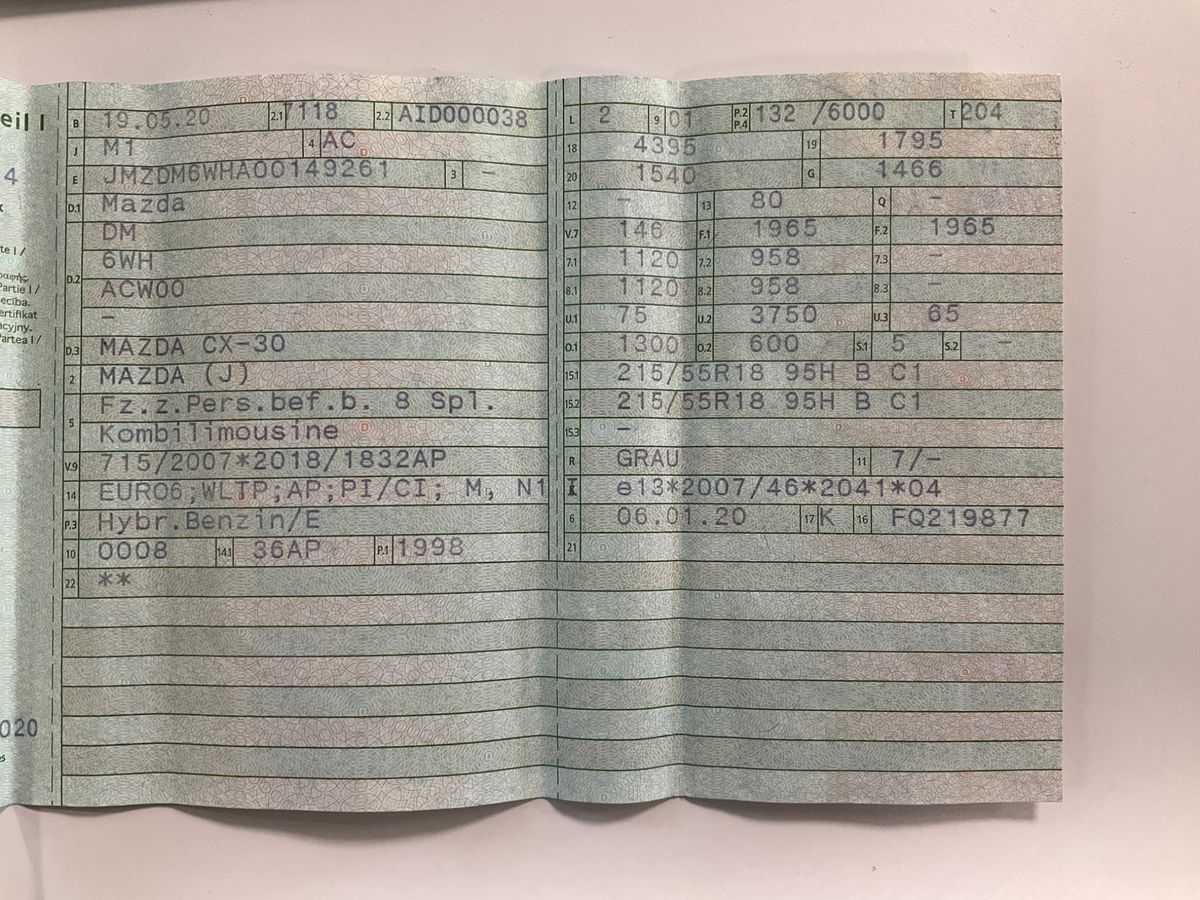 eil I
4
te I /
Partie I /
ecība.
ertifikat
acyjny.
Partea I /
020
B 19.05.20 2.1 7118 2.2 AID000038
J M1 4 AC
E JMZDM6WHA00149261 3 –
D.1 Mazda
DM
D.2 6WH
ACW00
–
D.3 MAZDA CX-30
2 MAZDA (J)
5 Fz.z.Pers.bef.b. 8 Spl.
Kombilimousine
V.9 715/2007*2018/1832AP
14 EURO6;WLTP;AP;PI/CI; M, N1 I
P.3 Hybr.Benzin/E
10 0008 14.1 36AP P.1 1998
22 **
L 2 9 01 P.2 P.4 132 /6000 T 204
18 4395 19 1795
20 1540 G 1466
12 – 13 80 Q –
V.7 146 F.1 1965 F.2 1965
7.1 1120 7.2 958 7.3 –
8.1 1120 8.2 958 8.3 –
U.1 75 U.2 3750 U.3 65
O.1 1300 O.2 600 S.1 5 S.2 –
15.1 215/55R18 95H B C1
15.2 215/55R18 95H B C1
15.3 –
R GRAU 11 7/–
K e13*2007/46*2041*04
6 06.01.20 17 K 16 FQ219877
21